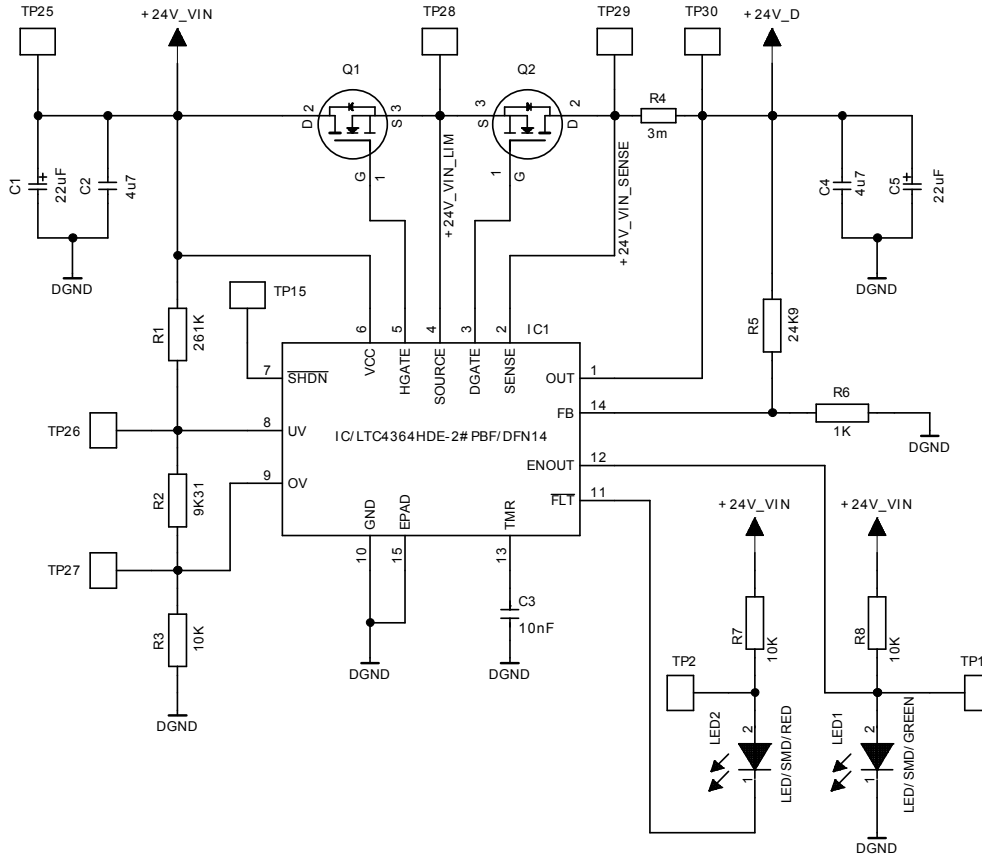 TP25
+24V_VIN
TP28
TP29
TP30
+24V_D
Q1
Q2
D
2
3
S
G
1
3
S
2
D
1
G
R4
3m
C1
22uF
C2
4u7
DGND
+24V_VIN_LIM
+24V_VIN_SENSE
C4
4u7
C5
22uF
DGND
TP15
R1
261K
R5
24K9
6
5
4
3
2
IC1
VCC
HGATE
SOURCE
DGATE
SENSE
7
SHDN
OUT
1
TP26
8
UV
FB
14
R6
1K
DGND
IC/LTC4364HDE-2#PBF/DFN14
R2
9K31
9
OV
ENOUT
12
FLT
11
GND
EPAD
TMR
10
15
13
TP27
R3
10K
DGND
DGND
C3
10nF
DGND
+24V_VIN
+24V_VIN
R7
10K
R8
10K
TP2
TP1
LED2
2
1
LED/SMD/RED
LED1
2
1
LED/SMD/GREEN
DGND